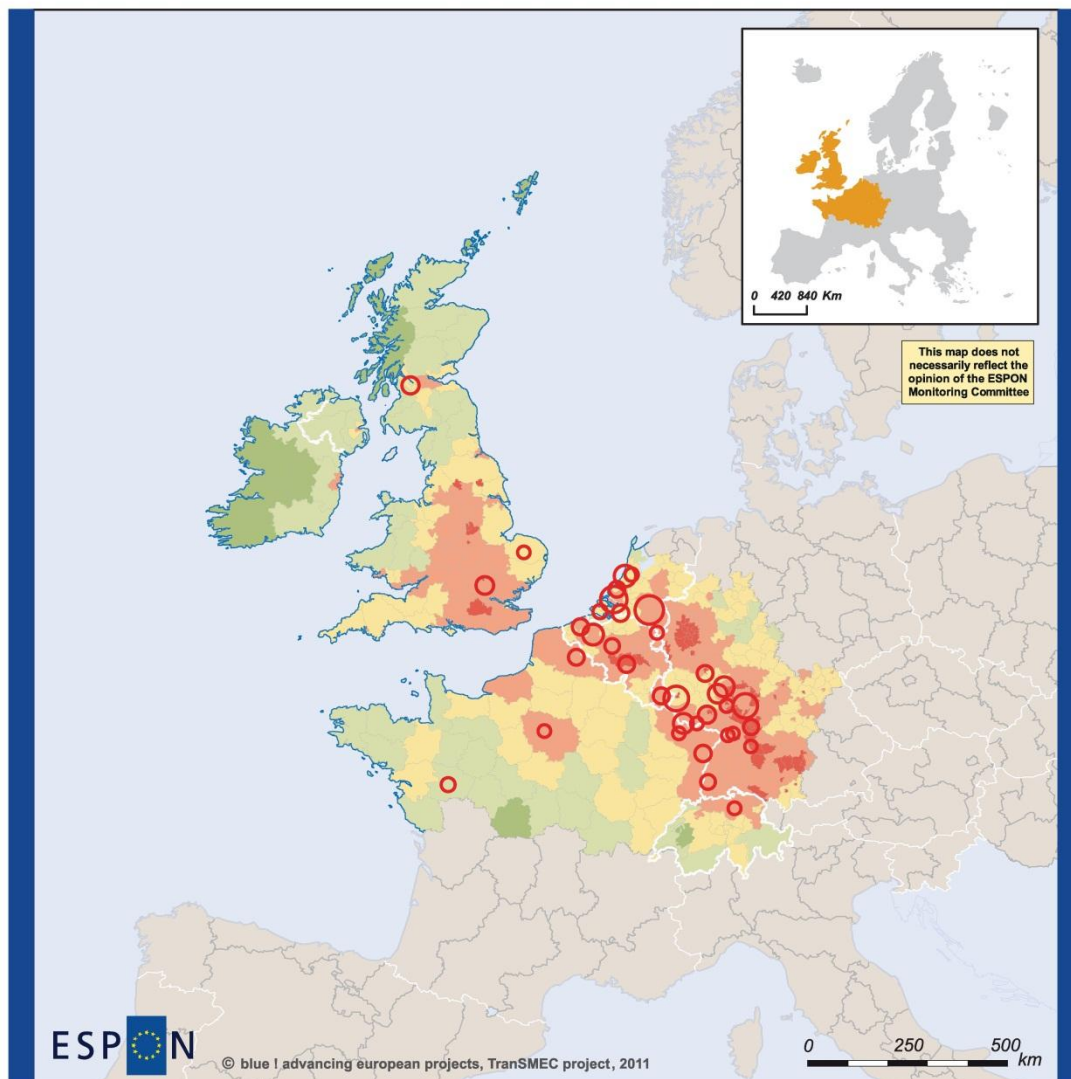 0 420 840 Km
This map does not
necessarily reflect the
opinion of the ESPON
Monitoring Committee
ESPON
© blue ! advancing european projects, TranSMEC project, 2011
0 250 500
km